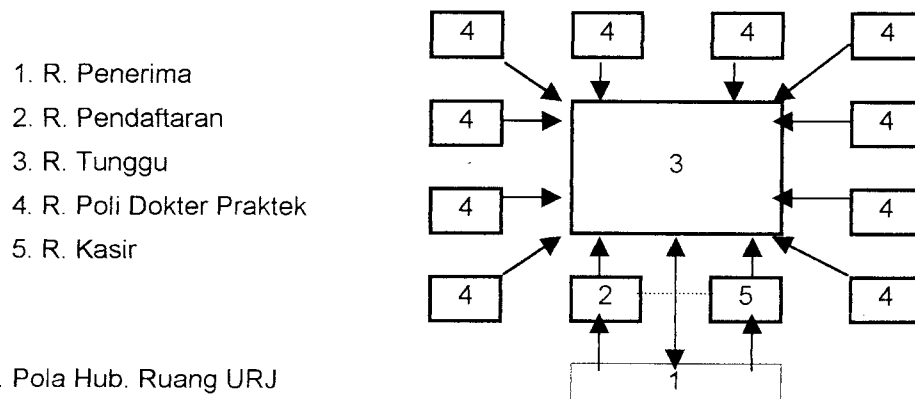 4 4 4 4
1. R. Penerima
2. R. Pendaftaran
4 4
3. R. Tunggu
3
4. R. Poli Dokter Praktek
4 4
5. R. Kasir
4 2 5 4
. Pola Hub. Ruang URJ
1